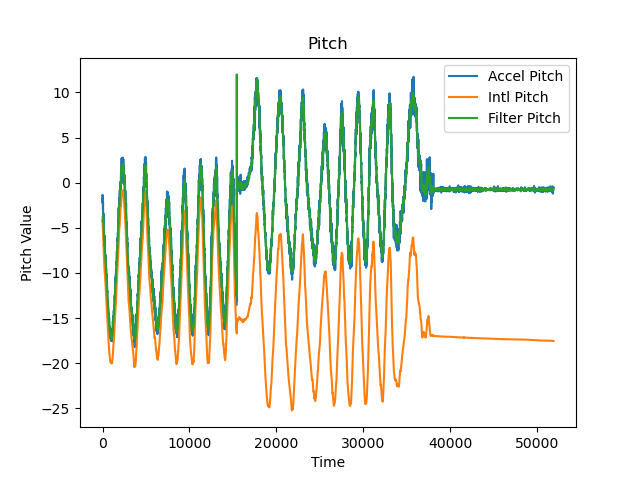 Pitch
Accel Pitch
Intl Pitch
Filter Pitch
Pitch Value
10
5
0
−5
−10
−15
−20
−25
0
10000
20000
30000
40000
50000
Time